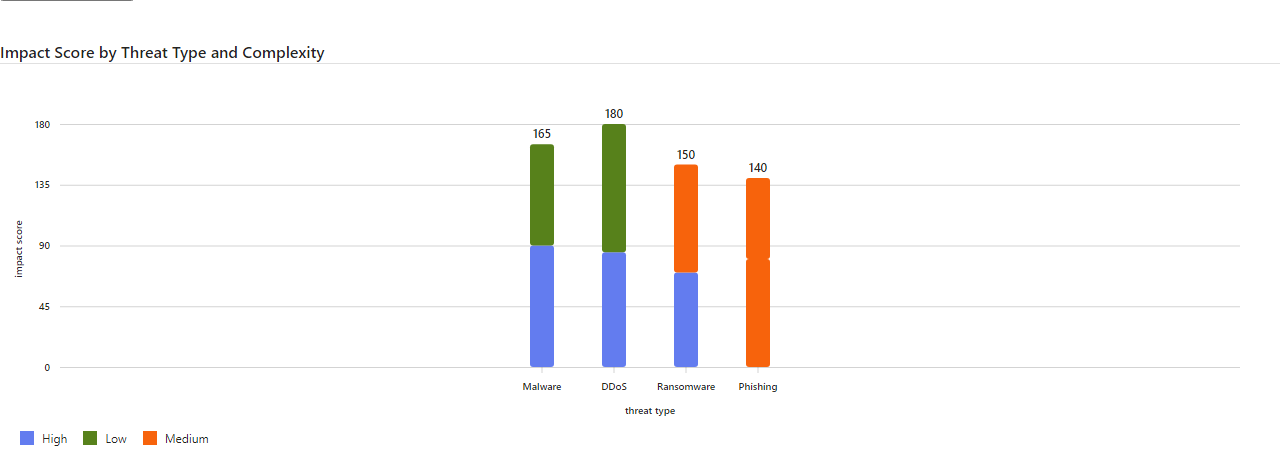 Impact Score by Threat Type and Complexity
180
165
180
150
140
135
90
45
0
impact score
Malware DDoS Ransomware Phishing
threat type
High Low Medium